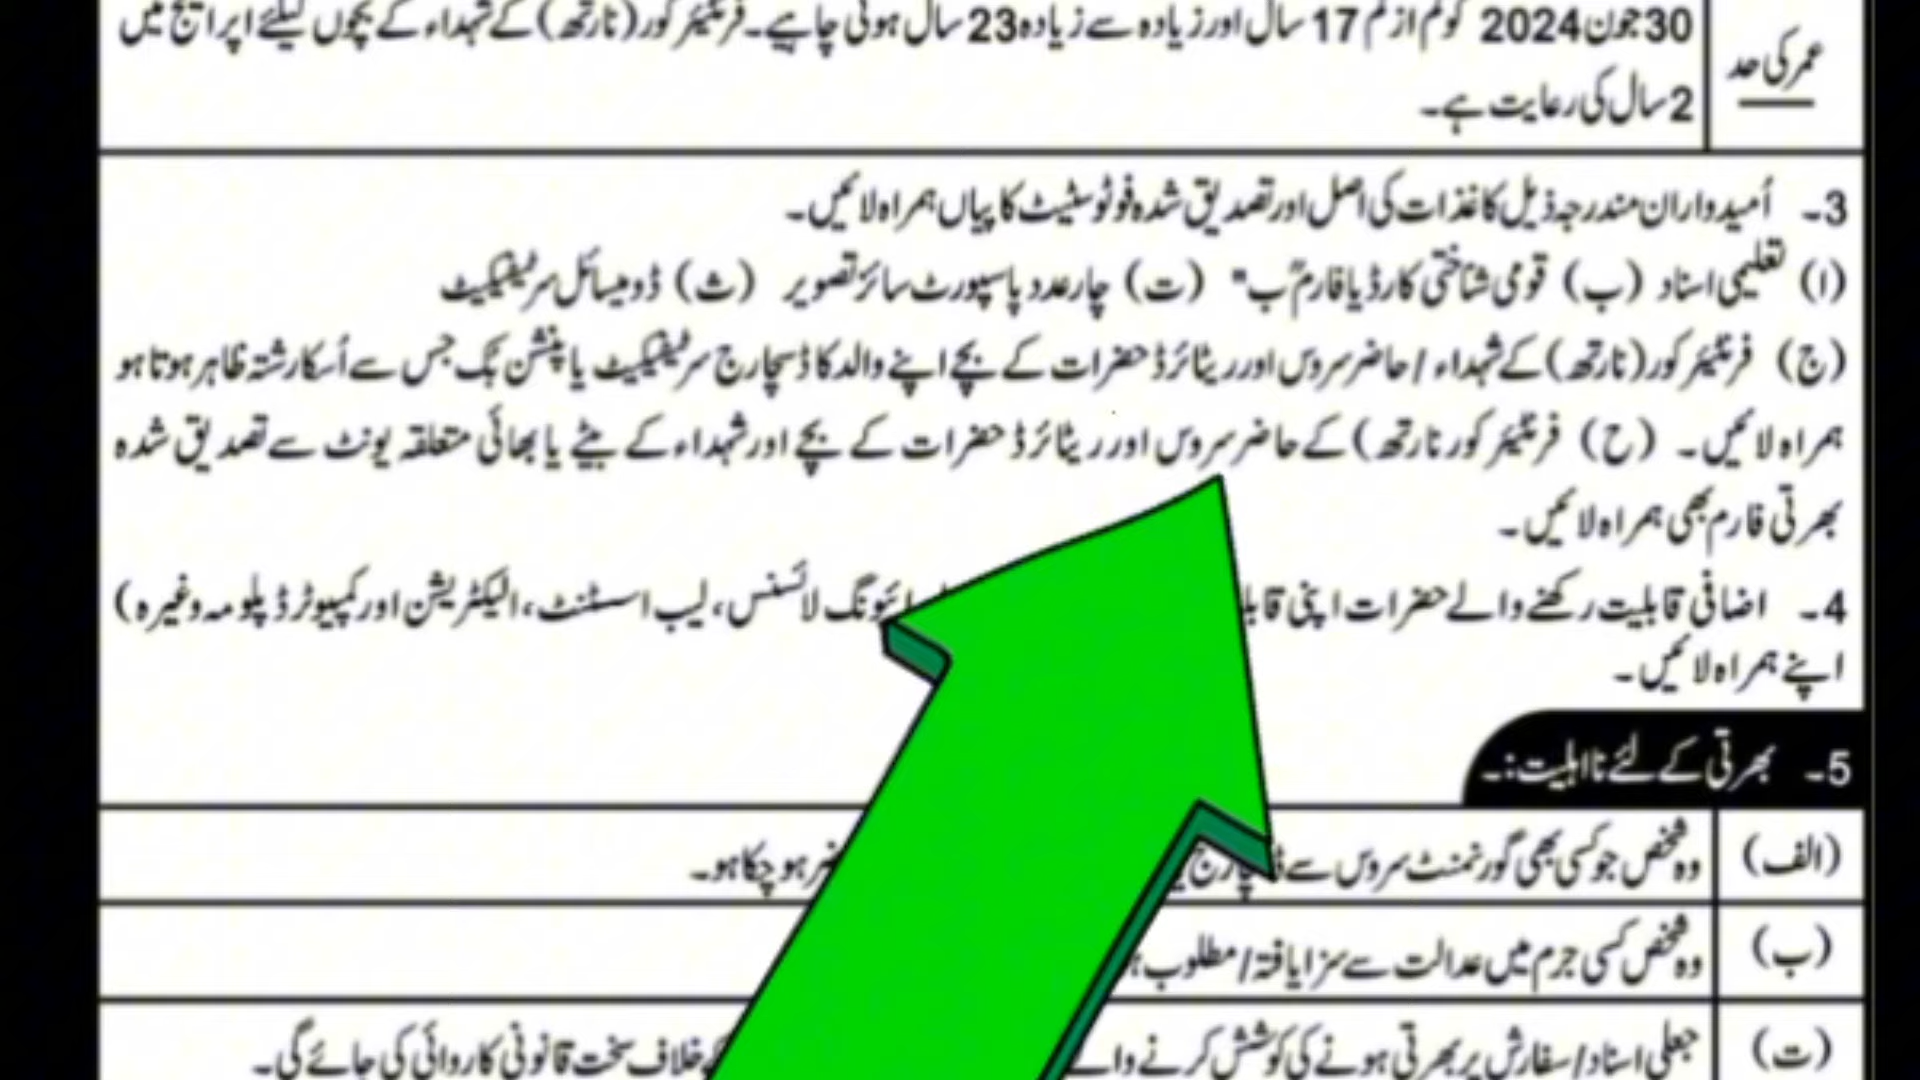 30 جون 2024 کو کم از کم 17 سال اور زیادہ سے زیادہ 23 سال ہونی چاہیے۔ فرنٹیئر کور (نارتھ) کے شہداء کے بچوں کیلئے اپر ایج میں
عمر کی حد
2 سال کی رعایت ہے۔
3۔ اُمیدواران مندرجہ ذیل کاغذات کی اصل اور تصدیق شدہ فوٹوسٹیٹ کاپیاں ہمراہ لائیں۔
(ا) تعلیمی اسناد (ب) قومی شناختی کارڈ یا فارم "ب" (ت) چار عدد پاسپورٹ سائز تصویر (ث) ڈومیسائل سرٹیفیکیٹ
(ج) فرنٹیئر کور (نارتھ) کے شہداء / حاضر سروس اور ریٹائرڈ حضرات کے بچے اپنے والد کا ڈسچارج سرٹیفیکیٹ یا پنشن بک جس سے اُسکا رشتہ ظاہر ہوتا ہو
ہمراہ لائیں۔ (ح) فرنٹیئر کور نارتھ) کے حاضر سروس اور ریٹائرڈ حضرات کے بچے اور شہداء کے بیٹے یا بھائی متعلقہ یونٹ سے تصدیق شدہ
بھرتی فارم بھی ہمراہ لائیں۔
4۔ اضافی قابلیت رکھنے والے حضرات اپنی لائسنس، لیب اسسٹنٹ، الیکٹریشن اور کمپیوٹر ڈپلومہ وغیرہ)
اپنے ہمراہ لائیں۔
5۔ بھرتی کے لئے نااہلیت:۔
(الف) وہ شخص جو کسی بھی گورنمنٹ سروس سے ہو چکا ہو۔
(ب) وہ شخص کسی جرم میں عدالت سے سزا یافتہ / مطلوب
(ت) جعلی اسناد / سفارش پر بھرتی ہونے کی کوشش کرنے والے خلاف سخت قانونی کاروائی کی جائے گی۔